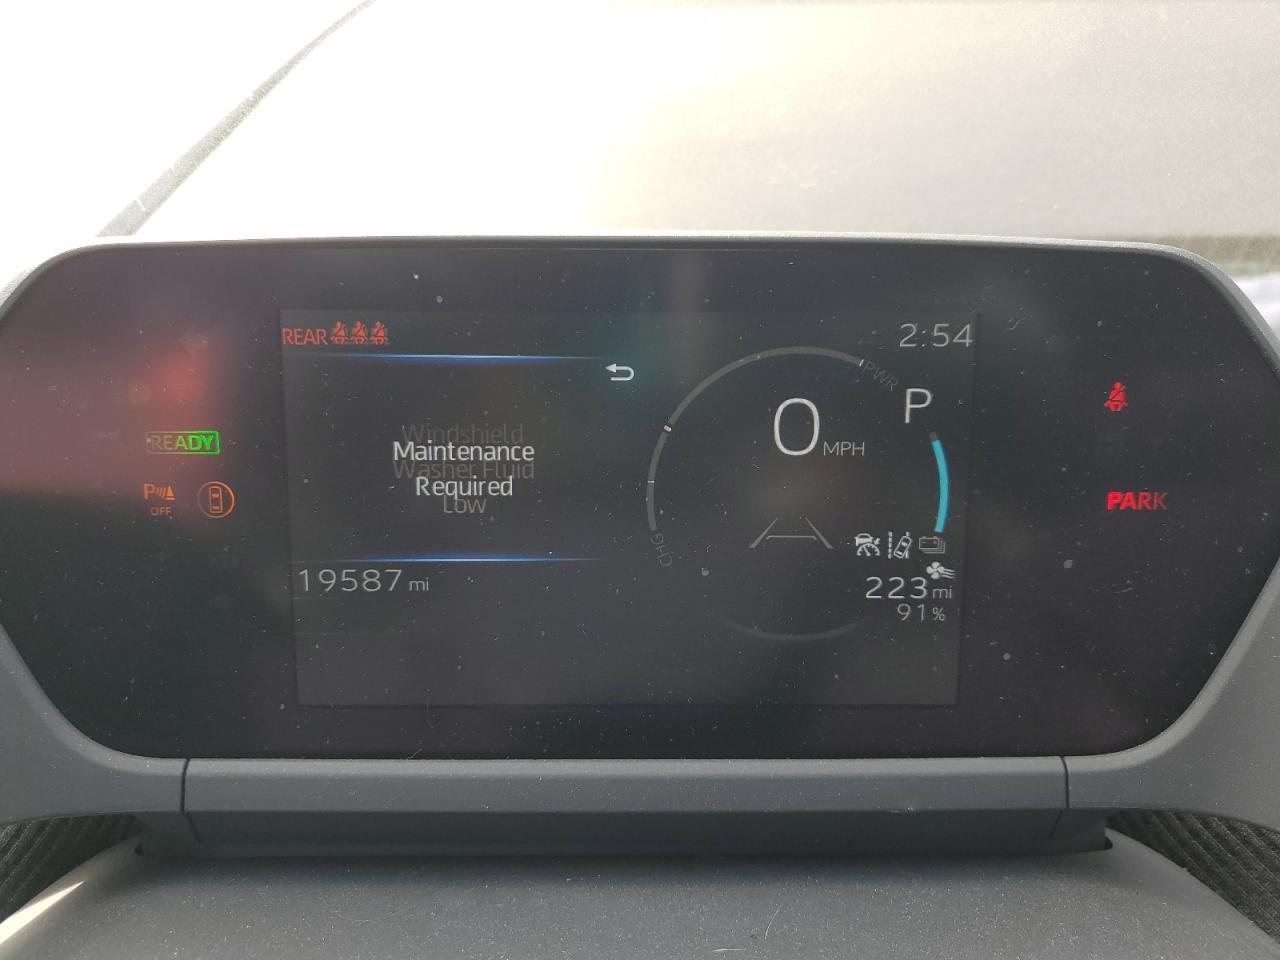 REAR
2:54
PWR
P
0 MPH
READY
Windshield
Maintenance
Washer Fluid
Required
Low
P
OFF
PARK
CHG
19587 mi
223 mi
91%